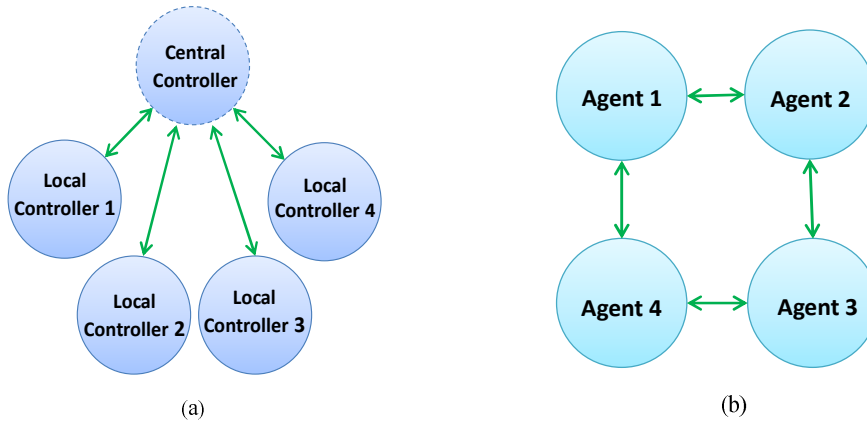 Central
Controller
Local
Controller 1
Local
Controller 4
Local
Controller 2
Local
Controller 3
(a)
Agent 1
Agent 2
Agent 4
Agent 3
(b)